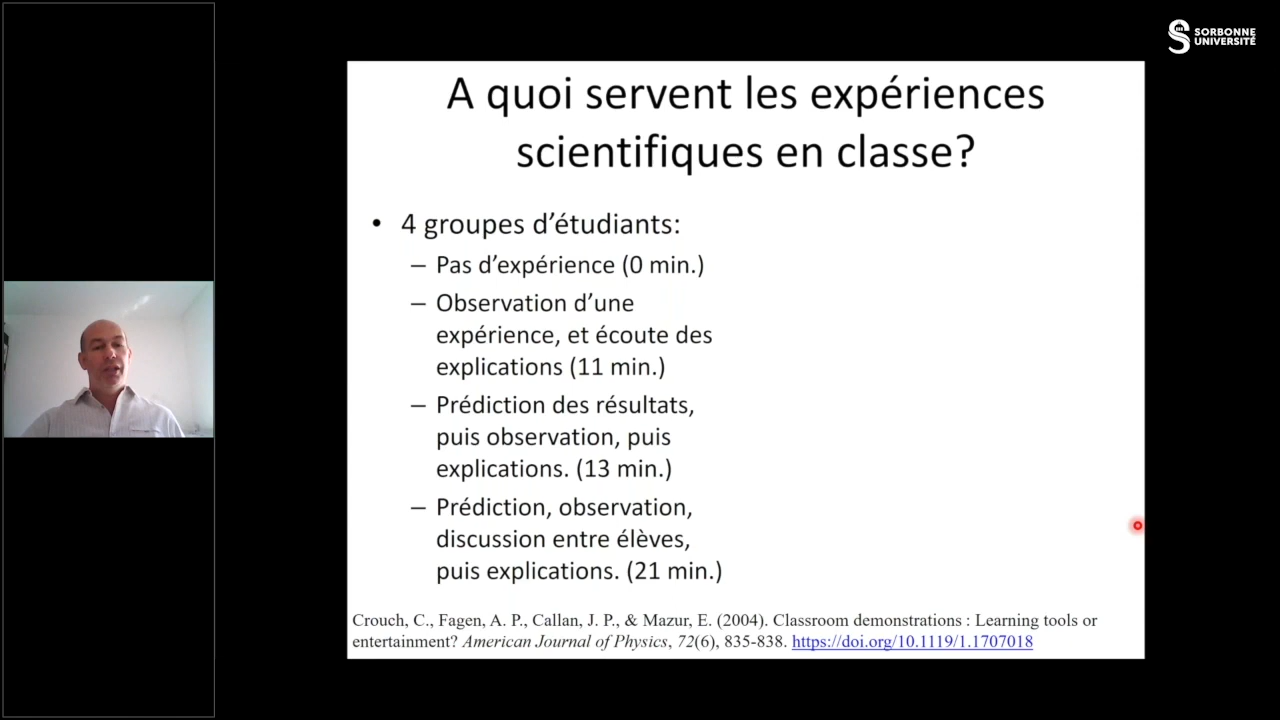 SORBONNE
UNIVERSITÉ
A quoi servent les expériences
scientifiques en classe?
• 4 groupes d’étudiants:
– Pas d’expérience (0 min.)
– Observation d’une
expérience, et écoute des
explications (11 min.)
– Prédiction des résultats,
puis observation, puis
explications. (13 min.)
– Prédiction, observation,
discussion entre élèves,
puis explications. (21 min.)
Crouch, C., Fagen, A. P., Callan, J. P., & Mazur, E. (2004). Classroom demonstrations : Learning tools or
entertainment? American Journal of Physics, 72(6), 835-838. https://doi.org/10.1119/1.1707018